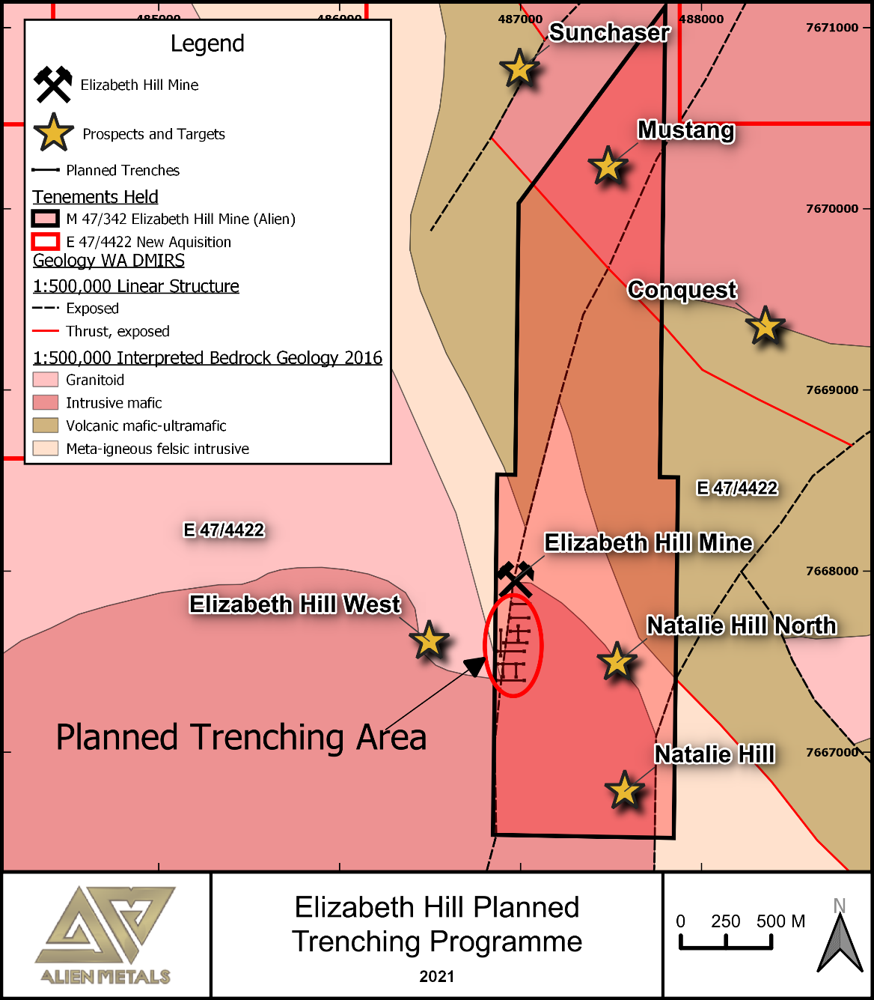 485000
486000
487000
488000
Legend
Elizabeth Hill Mine
Prospects and Targets
Planned Trenches
Tenements Held
M 47/342 Elizabeth Hill Mine (Alien)
E 47/4422 New Aquisition
Geology WA DMIRS
1:500,000 Linear Structure
Exposed
Thrust, exposed
1:500,000 Interpreted Bedrock Geology 2016
Granitoid
Intrusive mafic
Volcanic mafic-ultramafic
Meta-igneous felsic intrusive
Sunchaser
7671000
Mustang
7670000
Conquest
7669000
E 47/4422
E 47/4422
Elizabeth Hill Mine
7668000
Elizabeth Hill West
Natalie Hill North
Planned Trenching Area
7667000
Natalie Hill
ALIEN METALS
Elizabeth Hill Planned
Trenching Programme
2021
0 250 500 M
N